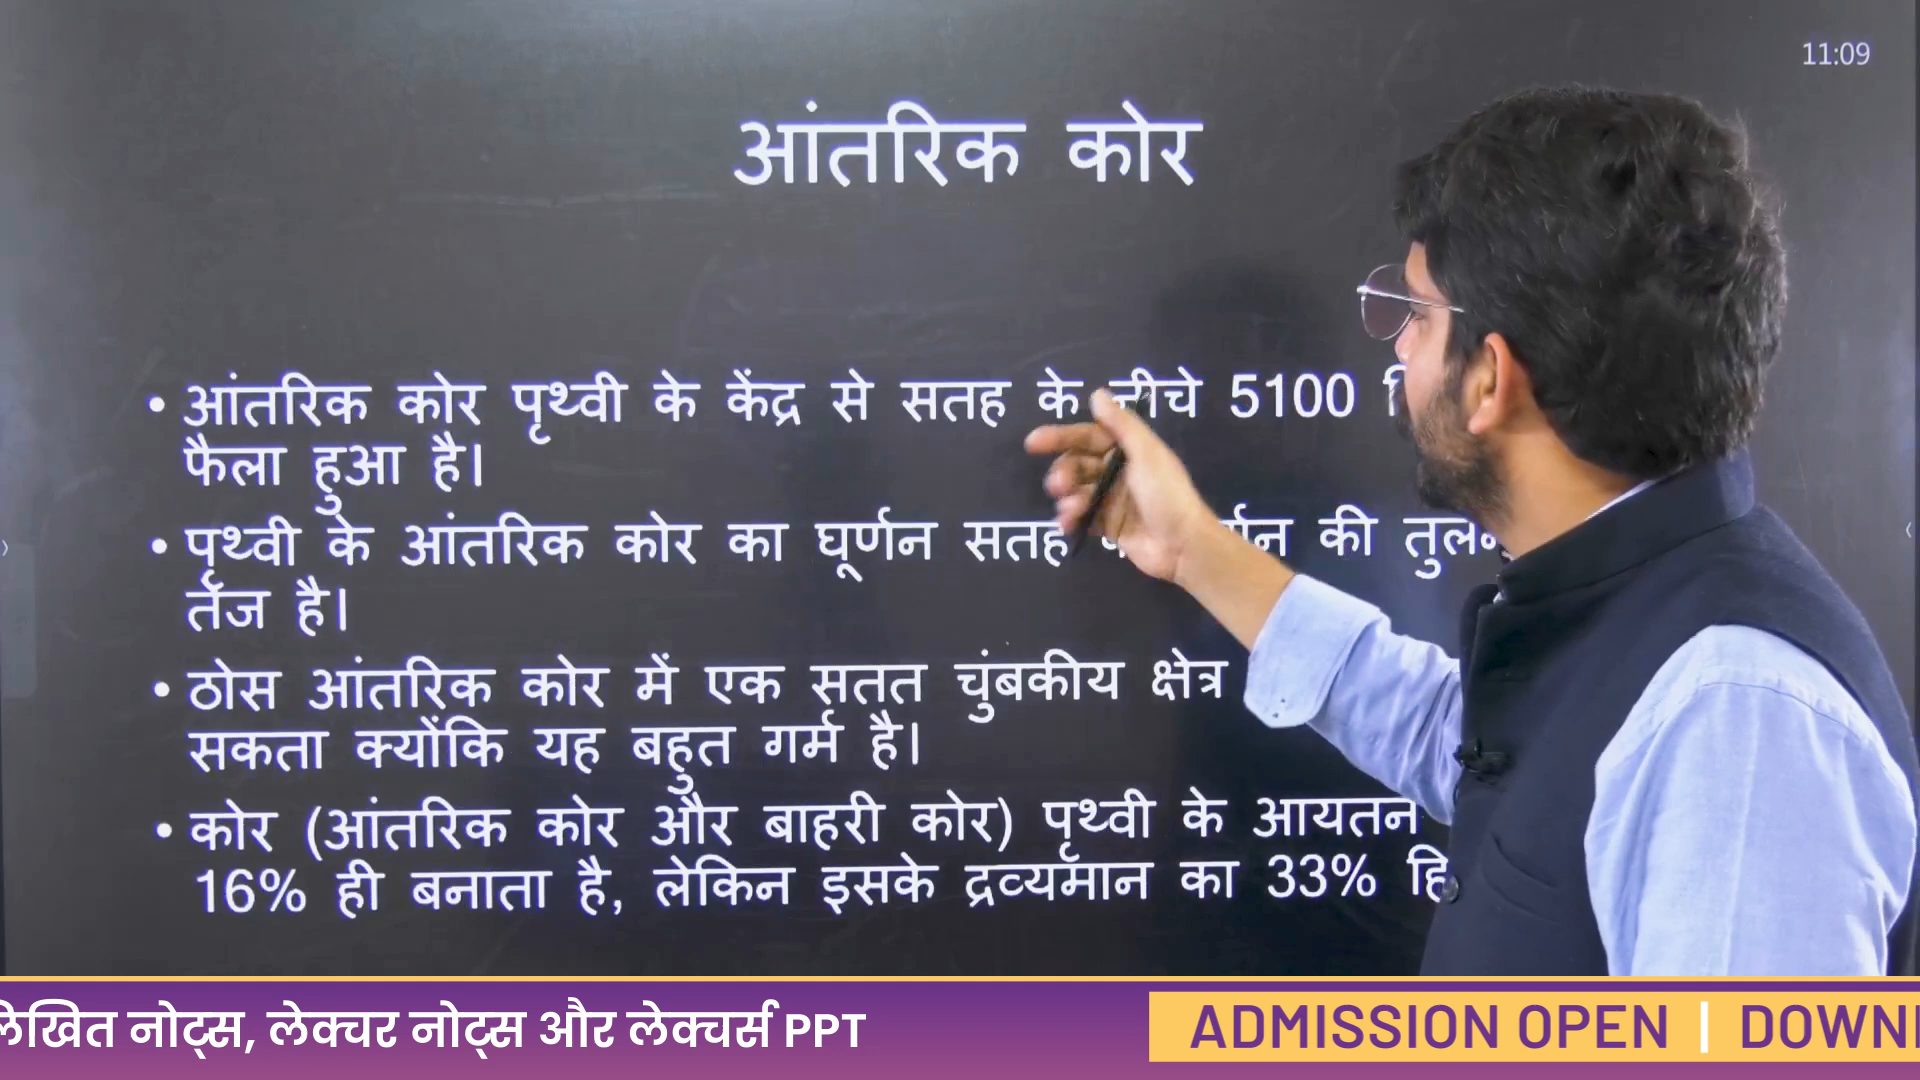 11:09
आंतरिक कोर
• आंतरिक कोर पृथ्वी के केंद्र से सतह के नीचे 5100
फैला हुआ है।
• पृथ्वी के आंतरिक कोर का घूर्णन सतह की
तेज है।
• ठोस आंतरिक कोर में एक सतत चुंबकीय क्षेत्र
सकता क्योंकि यह बहुत गर्म है।
• कोर (आंतरिक कोर और बाहरी कोर) पृथ्वी के आयतन
16% ही बनाता है, लेकिन इसके द्रव्यमान का 33%
नोट्स, लेक्चर नोट्स और लेक्चर्स PPT
ADMISSION OPEN |